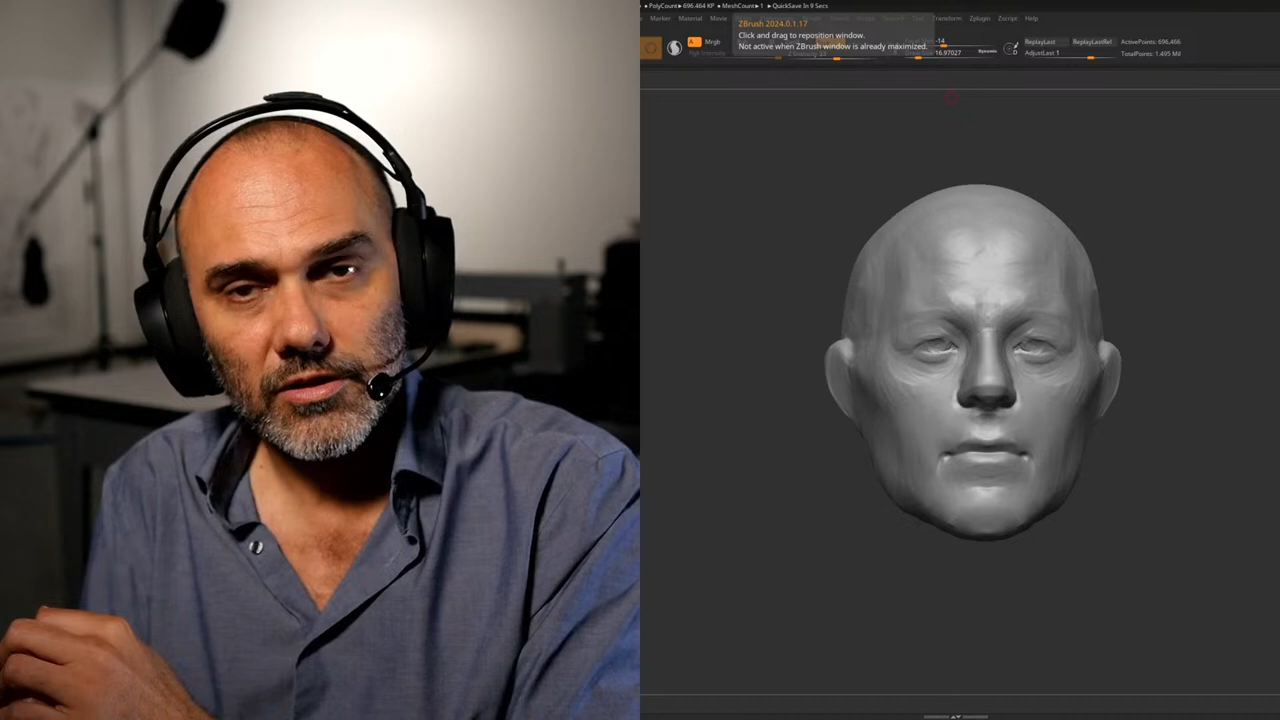 PolyCount▶696.464 KP ●MeshCount▶1 ▶QuickSave In 9 Secs
Marker Material Movie Transform Zplugin Zscript Help
ZBrush 2024.0.1.17
Click and drag to reposition window.
Not active when ZBrush window is already maximized.
A Mrgb -14 ReplayLast ReplayLastRel ActivePoints: 696,466
16.97027 Dynamic AdjustLast 1 TotalPoints: 1.495 Mil